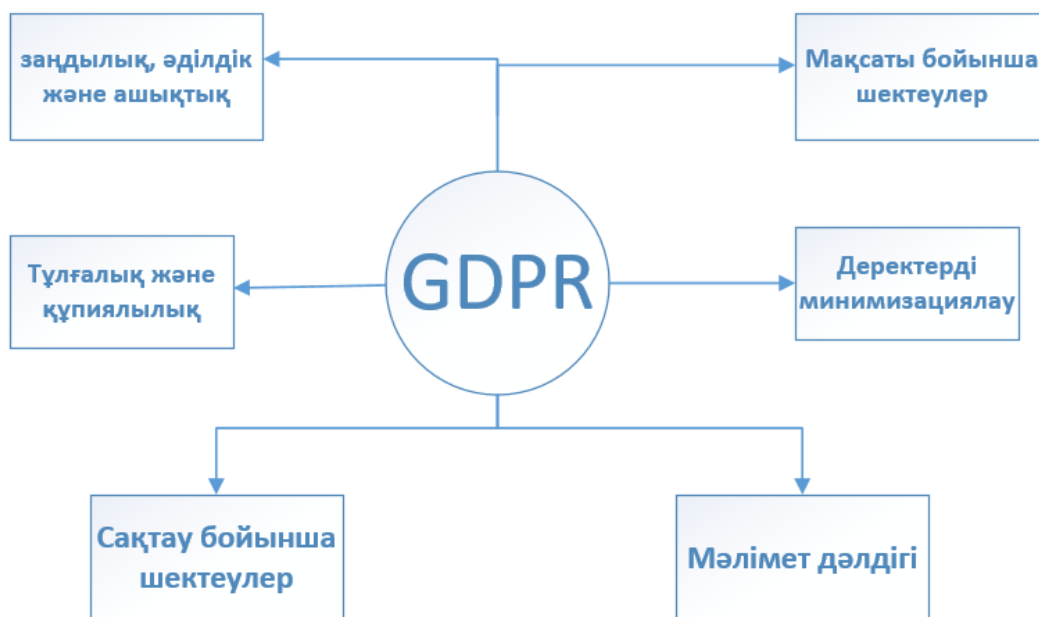 заңдылық, әділдік
және ашықтық
Мақсаты бойынша
шектеулер
GDPR
Тұлғалық және
құпиялылық
Деректерді
минимизациялау
Сақтау бойынша
шектеулер
Мәлімет дәлдігі